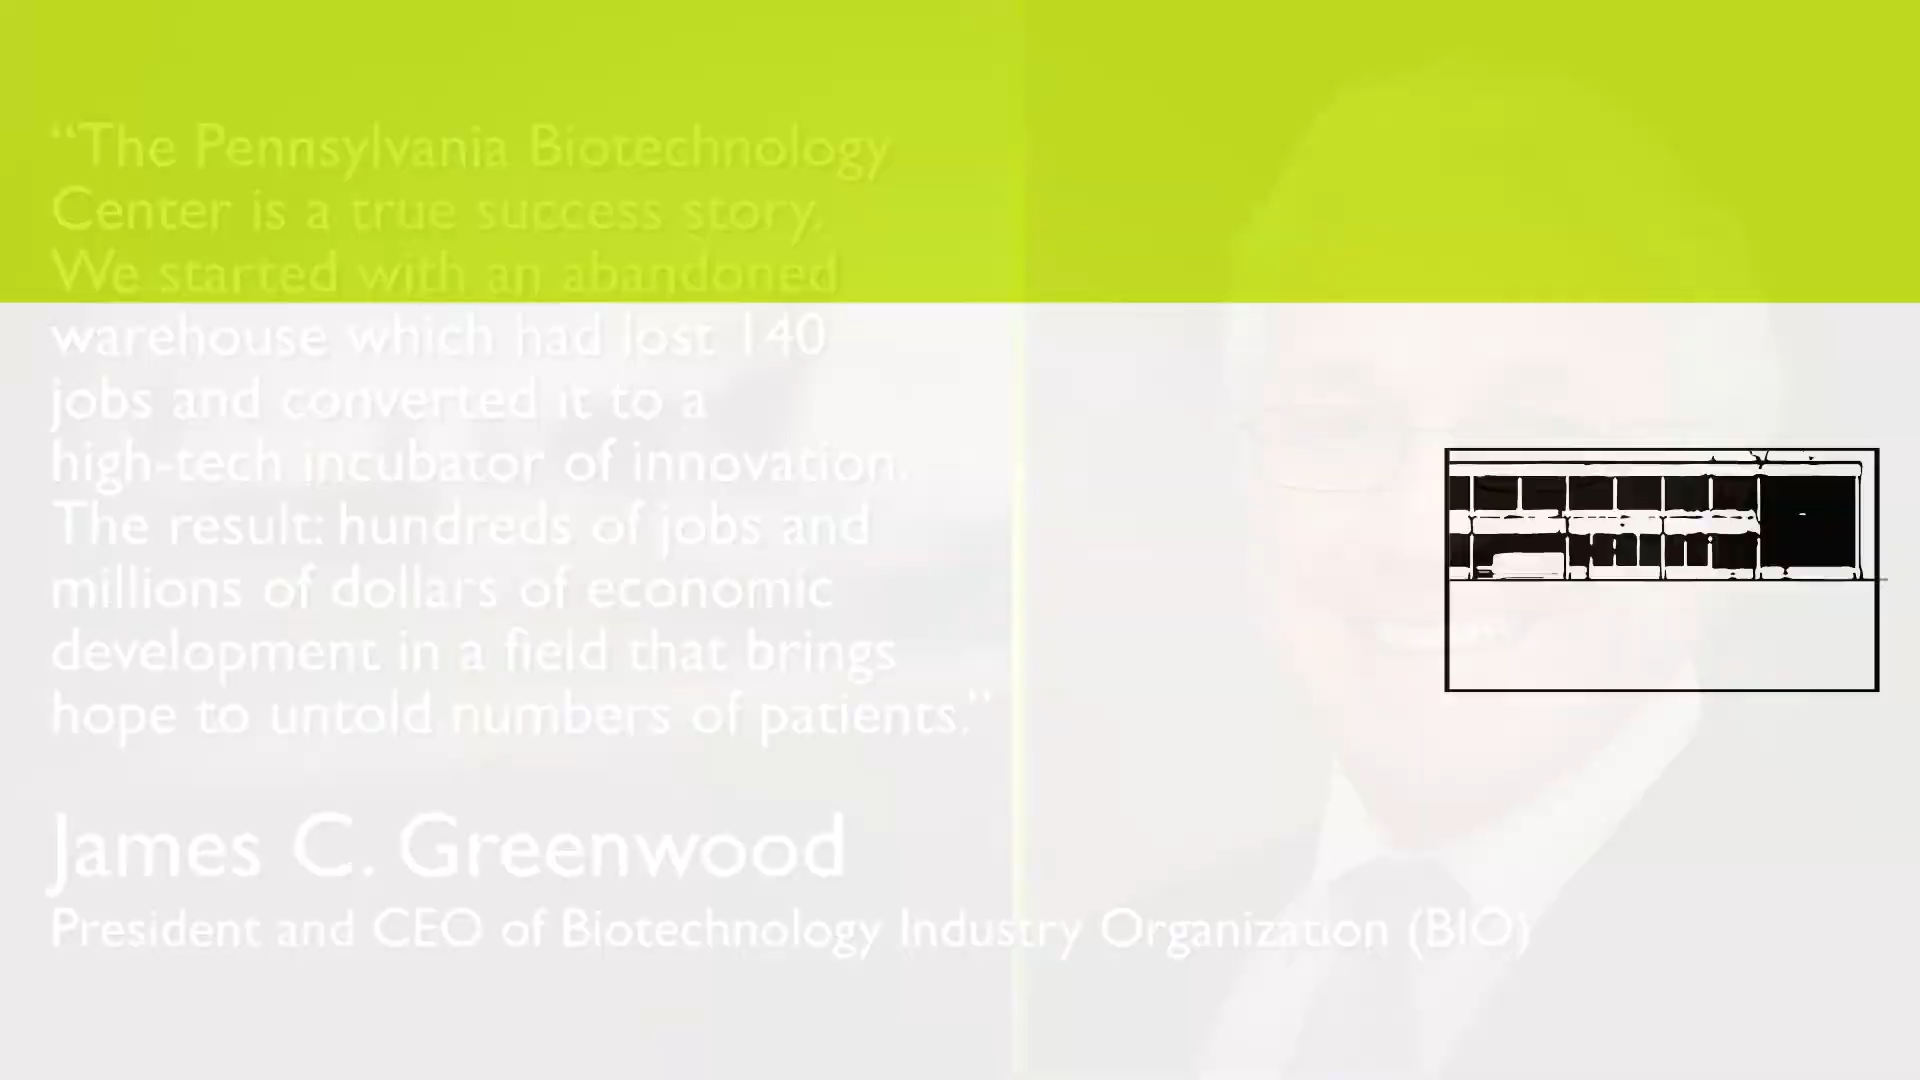 “The Pennsylvania Biotechnology
Center is a true success story.
We started with an abandoned
warehouse which had lost 140
jobs and converted it to a
high-tech incubator of innovation.
The result: hundreds of jobs and
millions of dollars of economic
development in a field that brings
hope to untold numbers of patients.”
James C. Greenwood
President and CEO of Biotechnology Industry Organization (BIO)